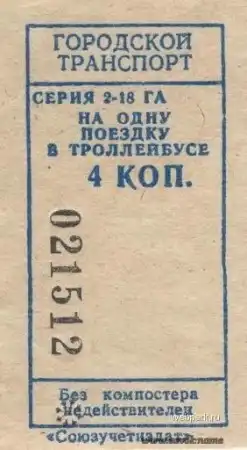 ГОРОДСКОЙ
ТРАНСПОРТ
СЕРИЯ 2-18 ГА
НА ОДНУ
ПОЕЗДКУ
В ТРОЛЛЕЙБУСЕ
4 КОП.
021512
Без компостера
недействителен
«Союзучетиздат»